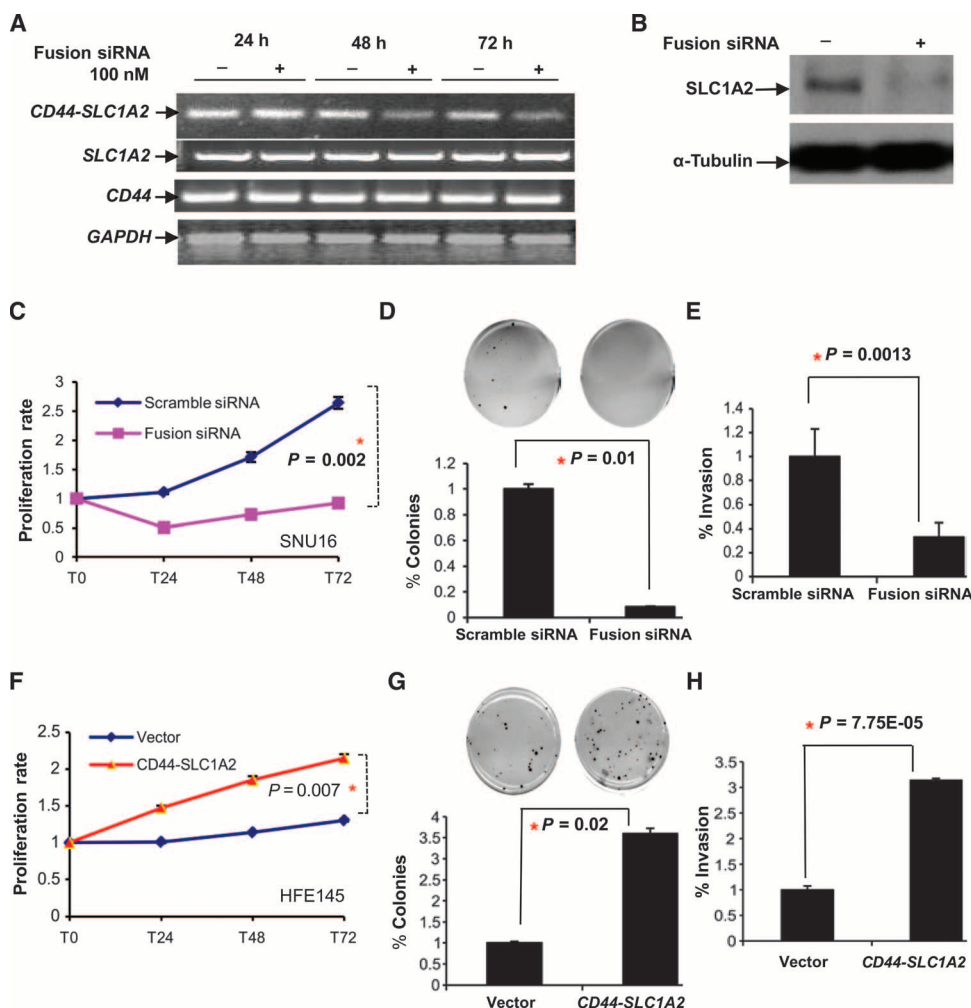 A
Fusion siRNA
100 nM
24 h
48 h
72 h
– + – + – +
CD44-SLC1A2
SLC1A2
CD44
GAPDH
B
Fusion siRNA
– +
SLC1A2
α-Tubulin
C
Proliferation rate
3
2.5
2
1.5
1
0.5
0
Scramble siRNA
Fusion siRNA
*
P = 0.002
SNU16
T0 T24 T48 T72
D
% Colonies
1.2
1
0.8
0.6
0.4
0.2
0
* P = 0.01
Scramble siRNA Fusion siRNA
E
* P = 0.0013
% Invasion
1.4
1.2
1
0.8
0.6
0.4
0.2
0
Scramble siRNA Fusion siRNA
F
Proliferation rate
2.5
2
1.5
1
0.5
0
Vector
CD44-SLC1A2
P = 0.007 *
HFE145
T0 T24 T48 T72
G
% Colonies
4
3.5
3
2.5
2
1.5
1
0.5
0
* P = 0.02
Vector CD44-SLC1A2
H
* P = 7.75E-05
% Invasion
3.5
3
2.5
2
1.5
1
0.5
0
Vector CD44-SLC1A2